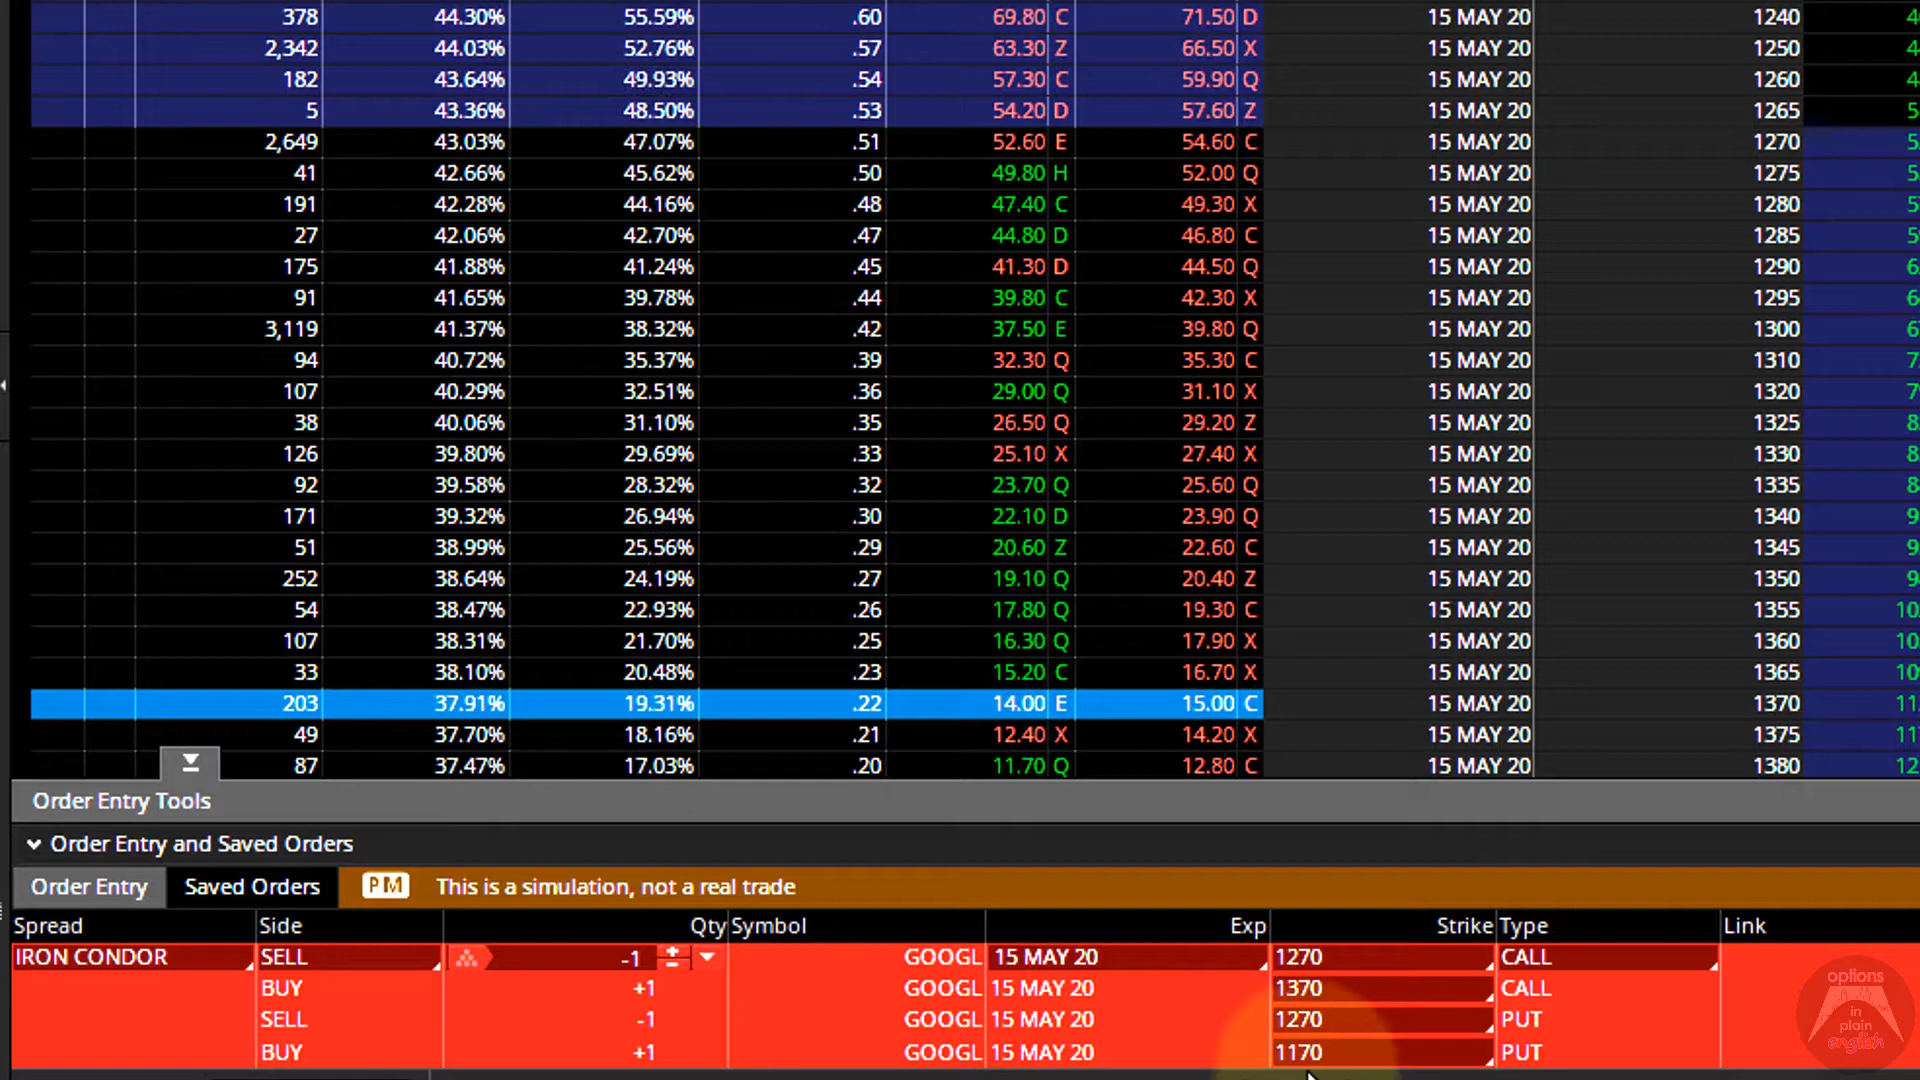 378 44.30% 55.59% .60 69.80 C 71.50 D 15 MAY 20 1240
2,342 44.03% 52.76% .57 63.30 Z 66.50 X 15 MAY 20 1250
182 43.64% 49.93% .54 57.30 C 59.90 Q 15 MAY 20 1260
5 43.36% 48.50% .53 54.20 D 57.60 Z 15 MAY 20 1265
2,649 43.03% 47.07% .51 52.60 E 54.60 C 15 MAY 20 1270
41 42.66% 45.62% .50 49.80 H 52.00 Q 15 MAY 20 1275
191 42.28% 44.16% .48 47.40 C 49.30 X 15 MAY 20 1280
27 42.06% 42.70% .47 44.80 D 46.80 C 15 MAY 20 1285
175 41.88% 41.24% .45 41.30 D 44.50 Q 15 MAY 20 1290
91 41.65% 39.78% .44 39.80 C 42.30 X 15 MAY 20 1295
3,119 41.37% 38.32% .42 37.50 E 39.80 Q 15 MAY 20 1300
94 40.72% 35.37% .39 32.30 Q 35.30 C 15 MAY 20 1310
107 40.29% 32.51% .36 29.00 Q 31.10 X 15 MAY 20 1320
38 40.06% 31.10% .35 26.50 Q 29.20 Z 15 MAY 20 1325
126 39.80% 29.69% .33 25.10 X 27.40 X 15 MAY 20 1330
92 39.58% 28.32% .32 23.70 Q 25.60 Q 15 MAY 20 1335
171 39.32% 26.94% .30 22.10 D 23.90 Q 15 MAY 20 1340
51 38.99% 25.56% .29 20.60 Z 22.60 C 15 MAY 20 1345
252 38.64% 24.19% .27 19.10 Q 20.40 Z 15 MAY 20 1350
54 38.47% 22.93% .26 17.80 Q 19.30 C 15 MAY 20 1355
107 38.31% 21.70% .25 16.30 Q 17.90 X 15 MAY 20 1360
33 38.10% 20.48% .23 15.20 C 16.70 X 15 MAY 20 1365
203 37.91% 19.31% .22 14.00 E 15.00 C 15 MAY 20 1370
49 37.70% 18.16% .21 12.40 X 14.20 X 15 MAY 20 1375
87 37.47% 17.03% .20 11.70 Q 12.80 C 15 MAY 20 1380
Order Entry Tools
Order Entry and Saved Orders
Order Entry Saved Orders PM This is a simulation, not a real trade
Spread Side Qty Symbol Exp Strike Type Link
IRON CONDOR SELL -1 GOOGL 15 MAY 20 1270 CALL
BUY +1 GOOGL 15 MAY 20 1370 CALL
SELL -1 GOOGL 15 MAY 20 1270 PUT
BUY +1 GOOGL 15 MAY 20 1170 PUT
options
in
plain
english